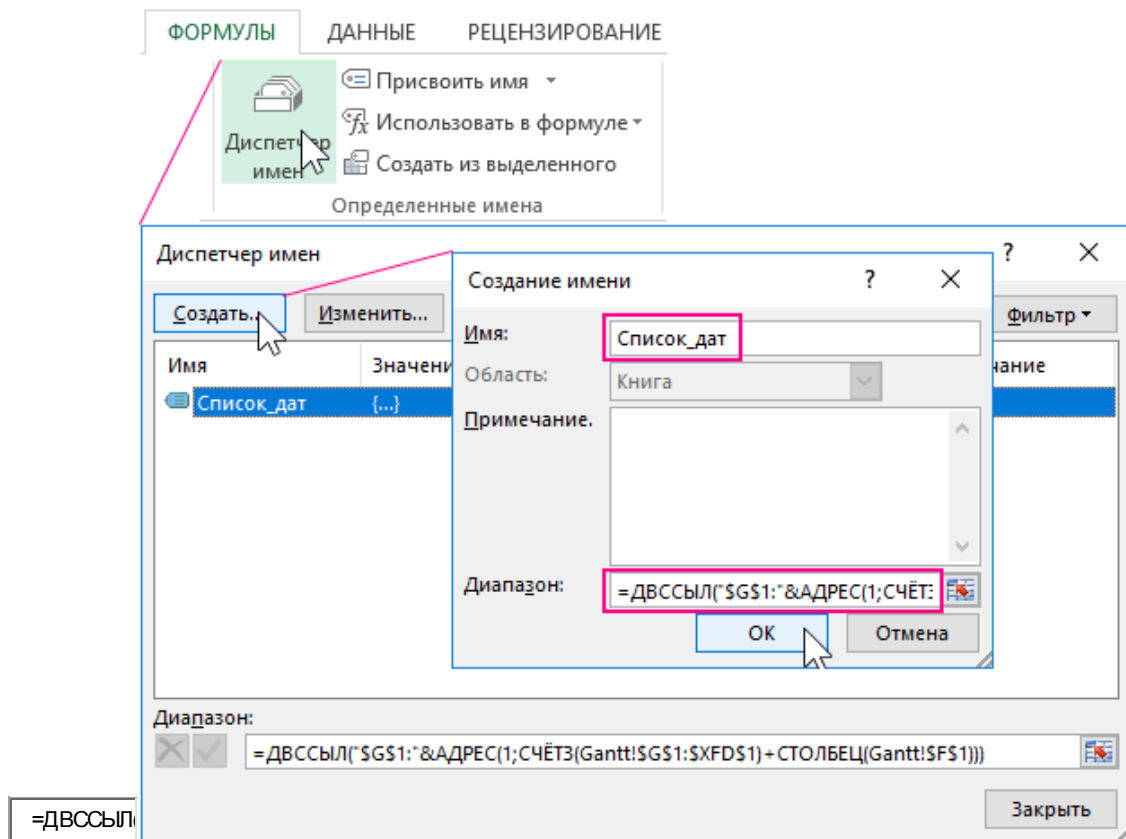 ФОРМУЛЫ ДАННЫЕ РЕЦЕНЗИРОВАНИЕ
Диспетчер имен
Присвоить имя
Использовать в формуле
Создать из выделенного
Определенные имена
Диспетчер имен ? ✕
Создать... Изменить... Фильтр
Имя Значени чание
Список_дат {...}
Создание имени ? ✕
Имя: Список_дат
Область: Книга
Примечание.
Диапазон: =ДВССЫЛ("$G$1:"&АДРЕС(1;СЧЁТЗ
ОК Отмена
Диапазон:
=ДВССЫЛ("$G$1:"&АДРЕС(1;СЧЁТЗ(Gantt!$G$1:$XFD$1)+СТОЛБЕЦ(Gantt!$F$1)))
Закрыть
=ДВССЫЛ(